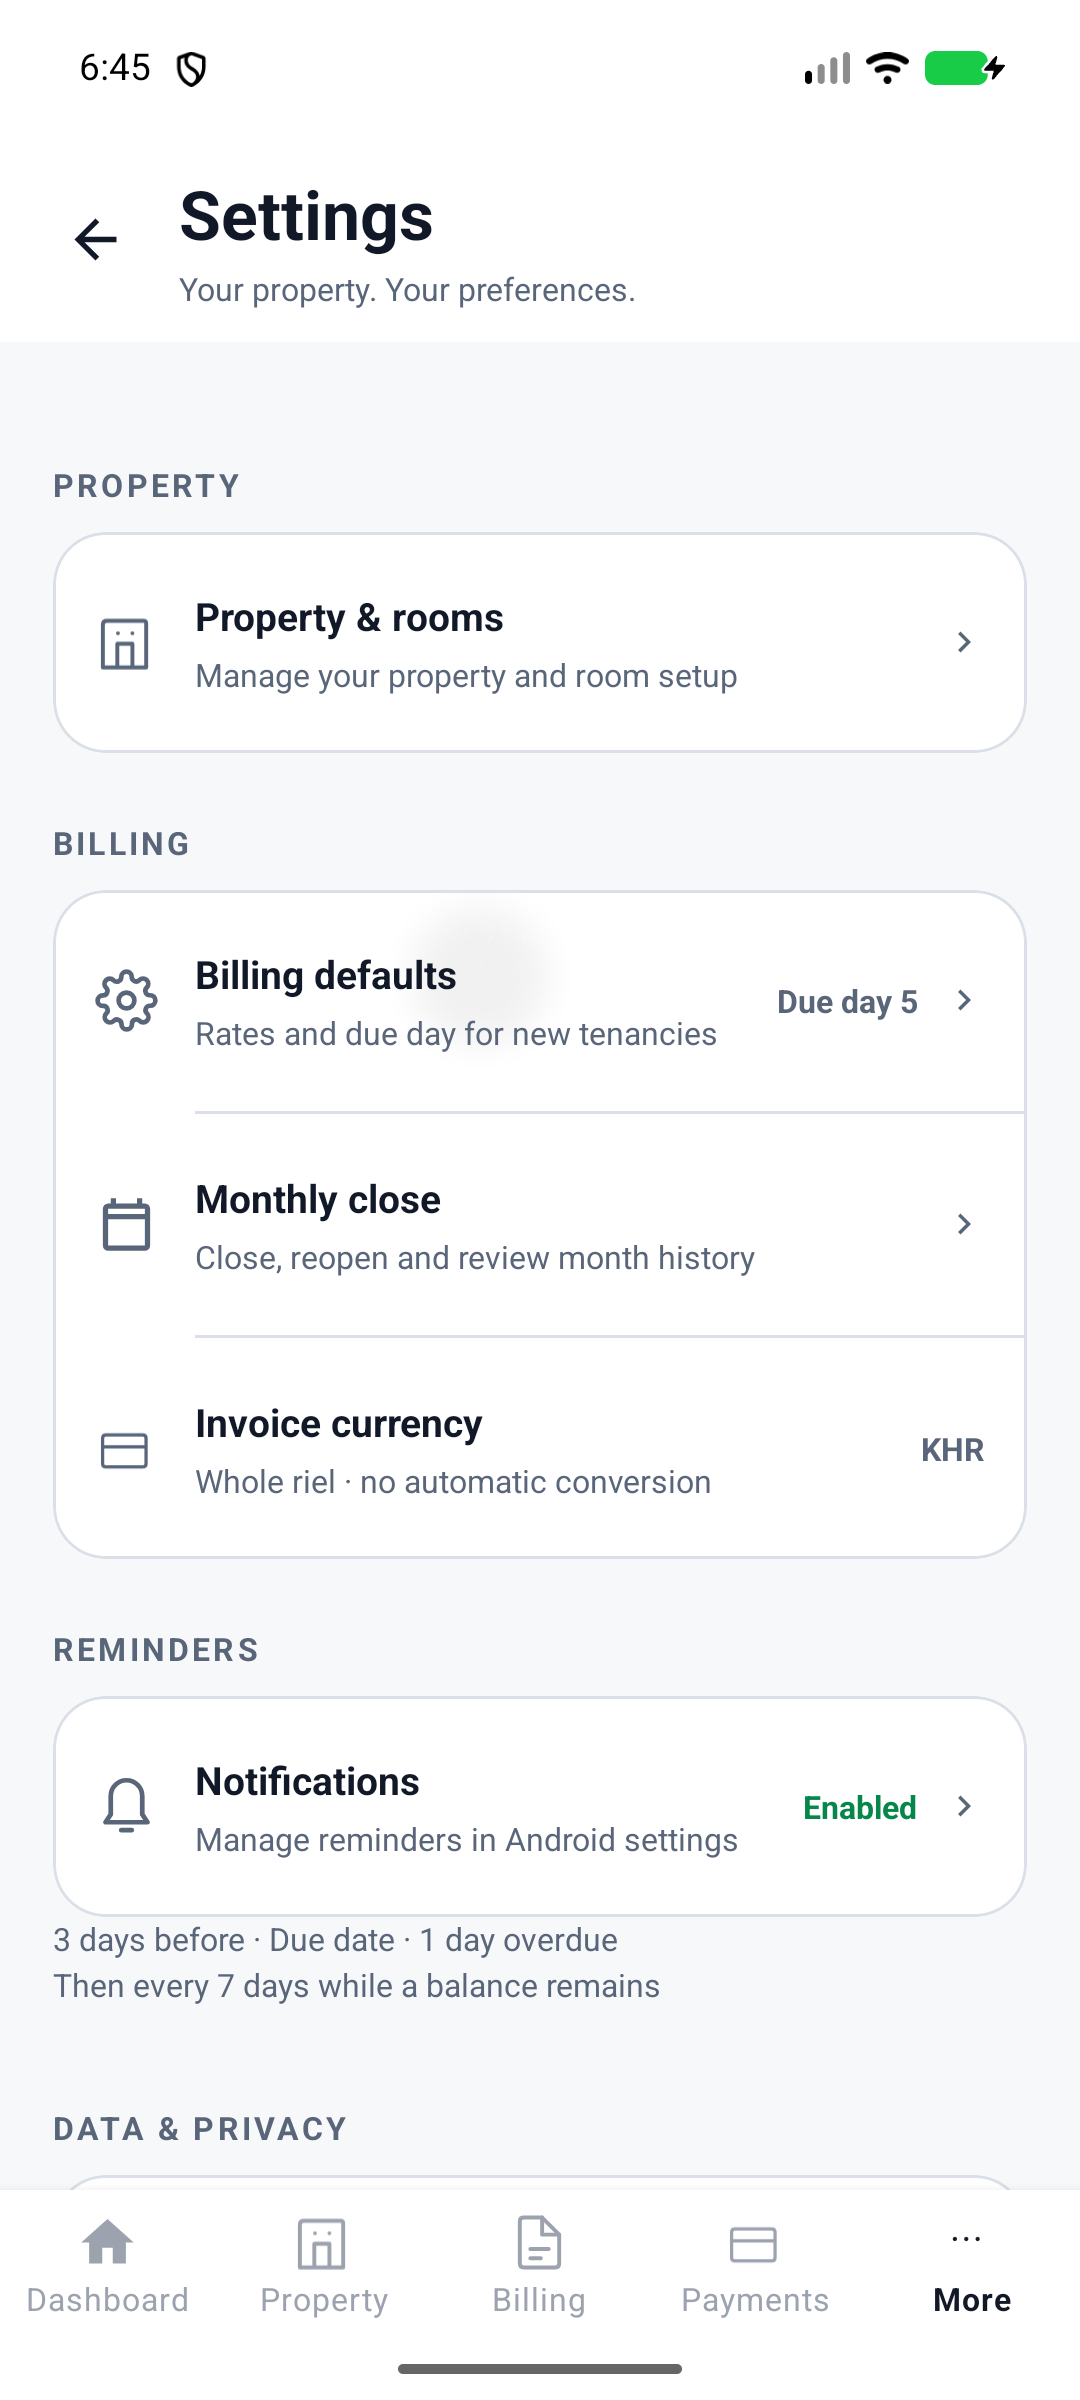 6:45
Settings
Your property. Your preferences.
PROPERTY
Property & rooms
Manage your property and room setup
BILLING
Billing defaults
Rates and due day for new tenancies
Due day 5
Monthly close
Close, reopen and review month history
Invoice currency
Whole riel · no automatic conversion
KHR
REMINDERS
Notifications
Manage reminders in Android settings
Enabled
3 days before · Due date · 1 day overdue
Then every 7 days while a balance remains
DATA & PRIVACY
Dashboard
Property
Billing
Payments
More